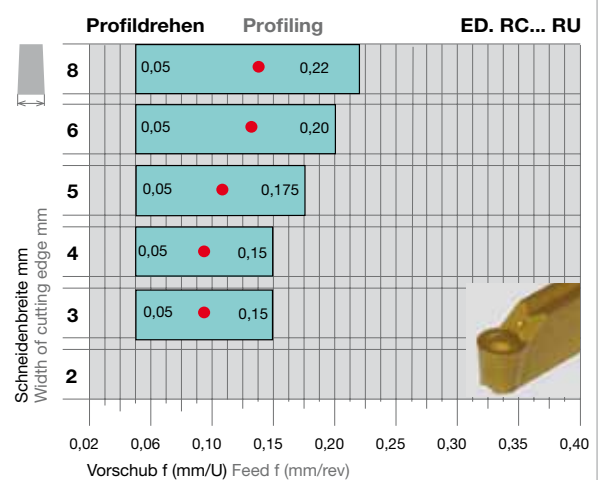 Profildrehen Profiling ED. RC... RU
8 0,05 0,22
6 0,05 0,20
5 0,05 0,175
4 0,05 0,15
3 0,05 0,15
2
Schneidenbreite mm
Width of cutting edge mm
0,02 0,06 0,10 0,15 0,20 0,25 0,30 0,35 0,40
Vorschub f (mm/U) Feed f (mm/rev)